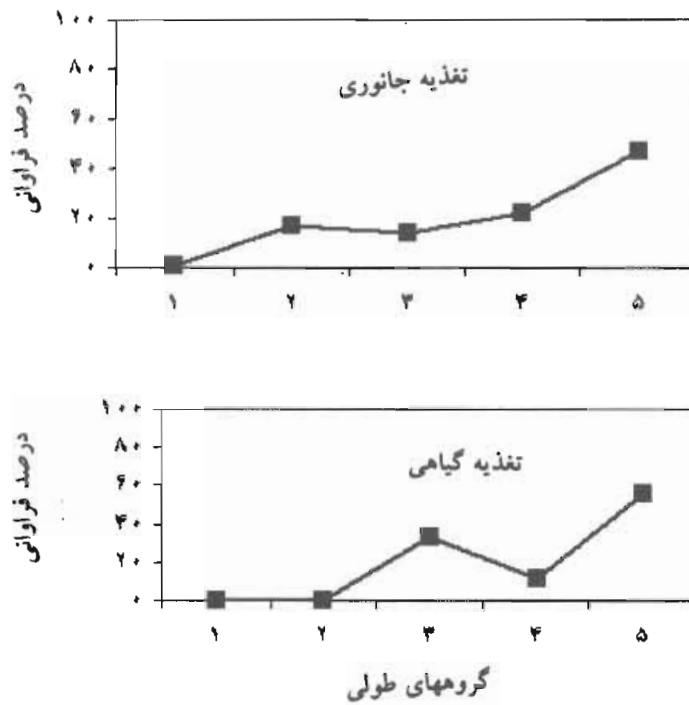 ۱۰۰
۸۰
۶۰
۴۰
۲۰
۰
درصد فراوانی
تغذیه جانوری
۱ ۲ ۳ ۴ ۵
۱۰۰
۸۰
۶۰
۴۰
۲۰
۰
درصد فراوانی
تغذیه گیاهی
۱ ۲ ۳ ۴ ۵
گروههای طولی